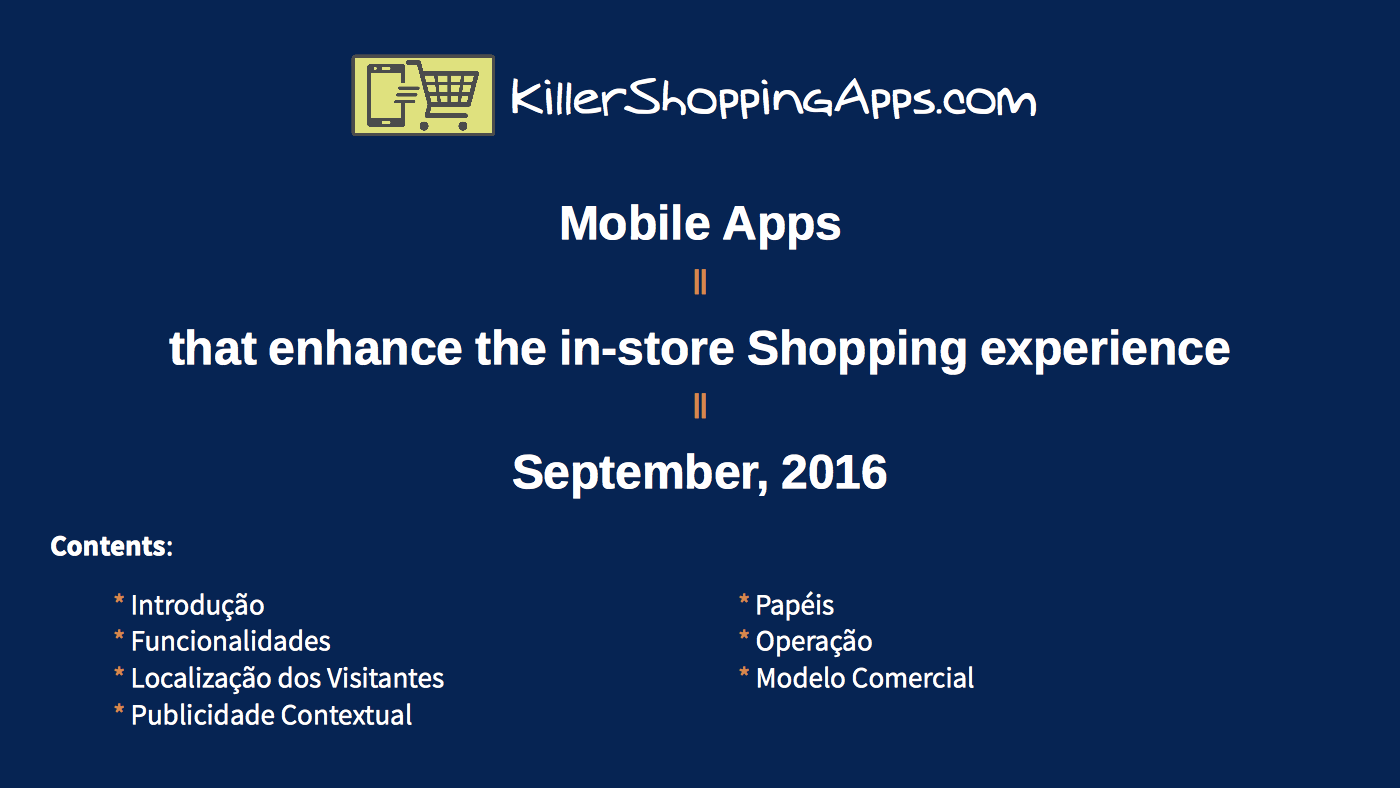 KillerShoppingApps.com
Mobile Apps
||
that enhance the in-store Shopping experience
||
September, 2016
Contents:
* Introdução
* Funcionalidades
* Localização dos Visitantes
* Publicidade Contextual
* Papéis
* Operação
* Modelo Comercial